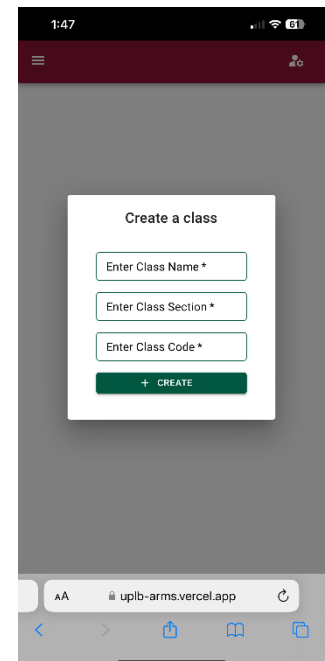 1:47
61
Create a class
Enter Class Name *
Enter Class Section *
Enter Class Code *
+ CREATE
AA
uplb-arms.vercel.app